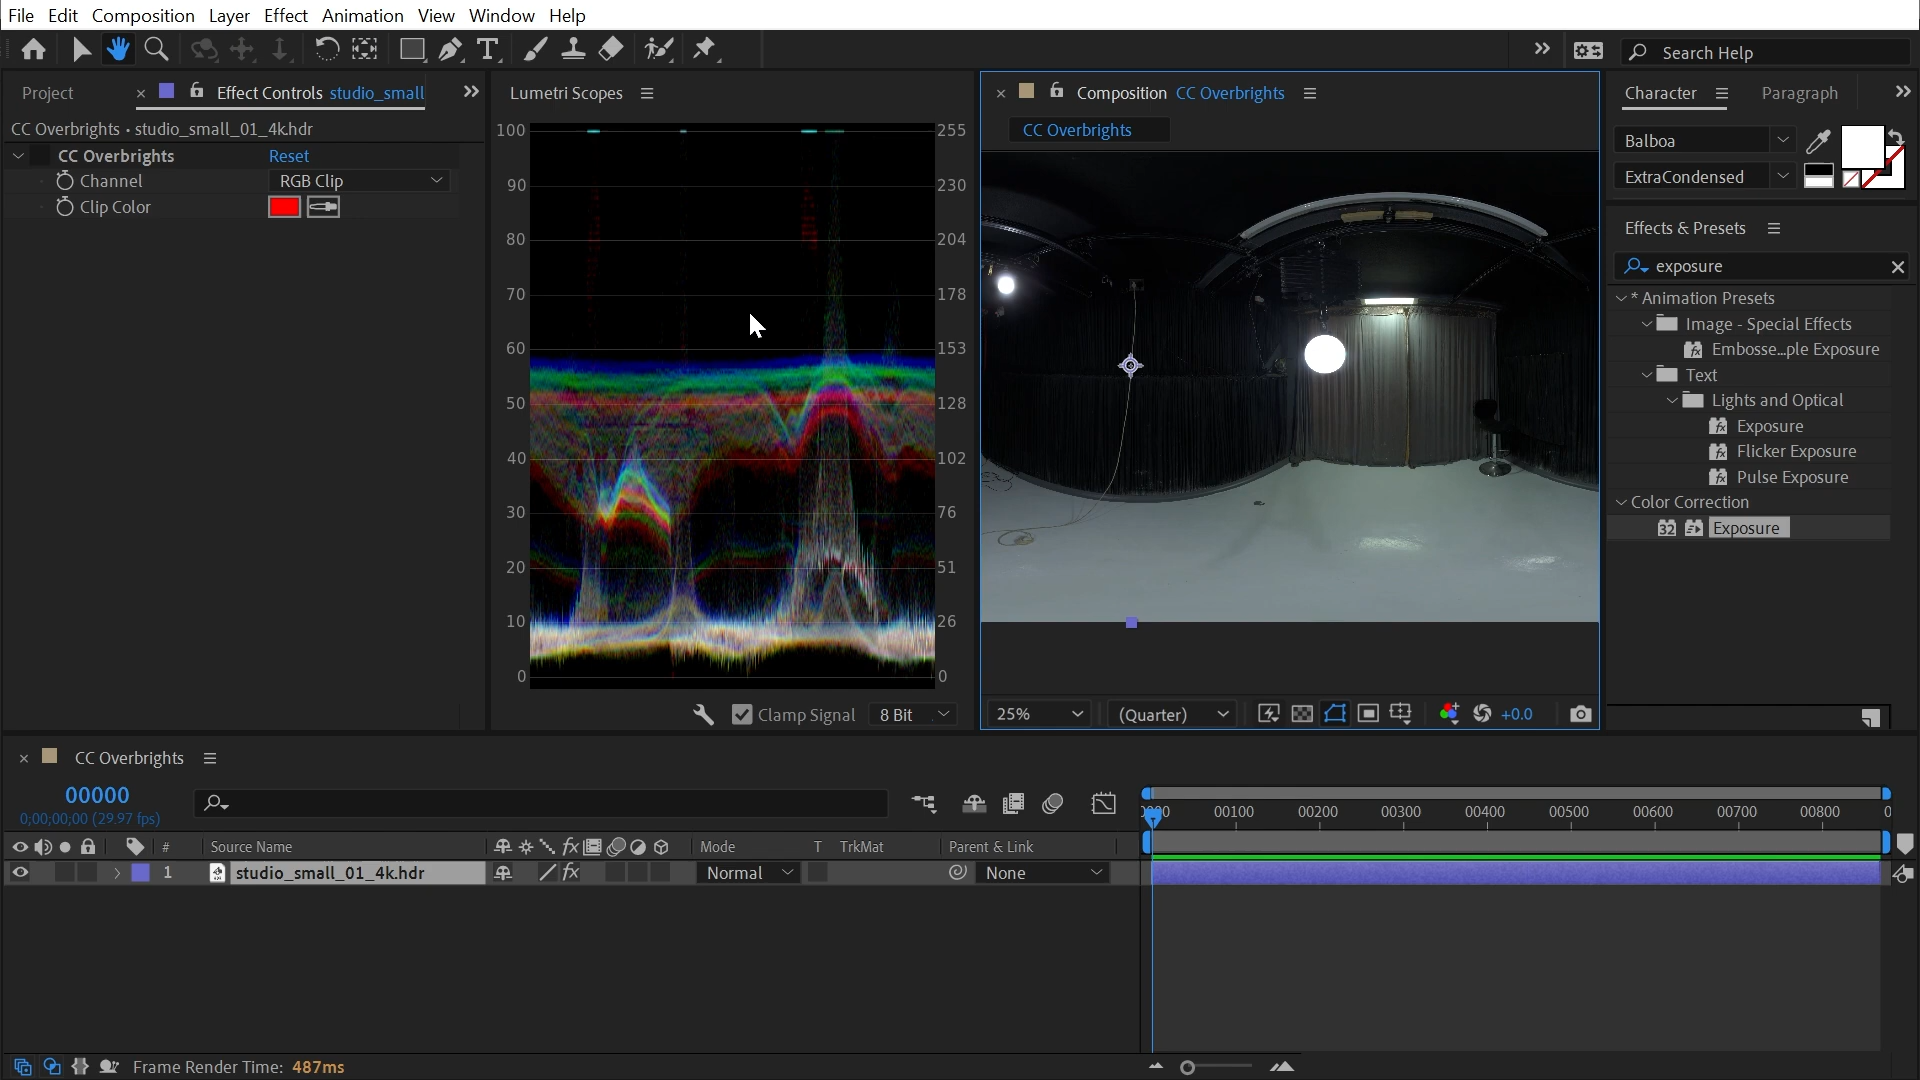 File Edit Composition Layer Effect Animation View Window Help
Search Help
Project
Effect Controls studio_small
CC Overbrights • studio_small_01_4k.hdr
CC Overbrights Reset
Channel RGB Clip
Clip Color
Lumetri Scopes
100 255
90 230
80 204
70 178
60 153
50 128
40 102
30 76
20 51
10 26
0 0
Clamp Signal 8 Bit
Composition CC Overbrights
CC Overbrights
25% (Quarter) +0.0
Character Paragraph
Balboa
ExtraCondensed
Effects & Presets
exposure
* Animation Presets
Image - Special Effects
Embosse...ple Exposure
Text
Lights and Optical
Exposure
Flicker Exposure
Pulse Exposure
Color Correction
32 Exposure
CC Overbrights
00000
0;00;00;00 (29.97 fps)
00100 00200 00300 00400 00500 00600 00700 00800
# Source Name fx Mode T TrkMat Parent & Link
1 studio_small_01_4k.hdr fx Normal None
Frame Render Time: 487ms